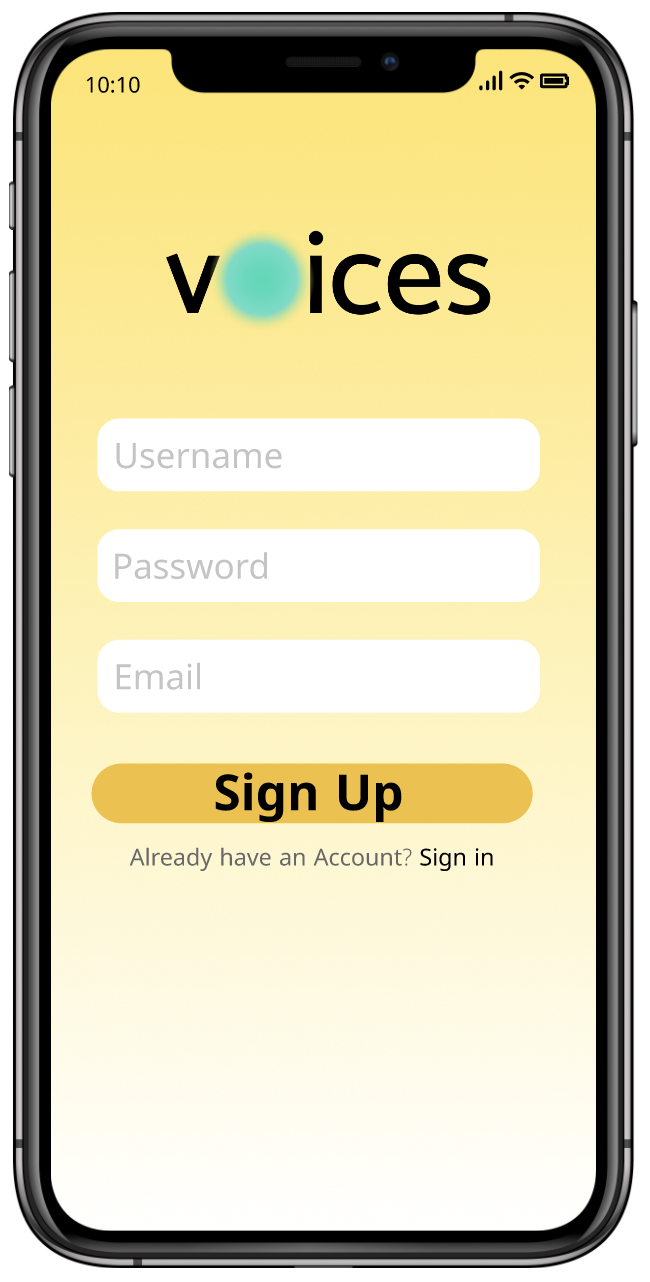 10:10
voices
Username
Password
Email
Sign Up
Already have an Account? Sign in